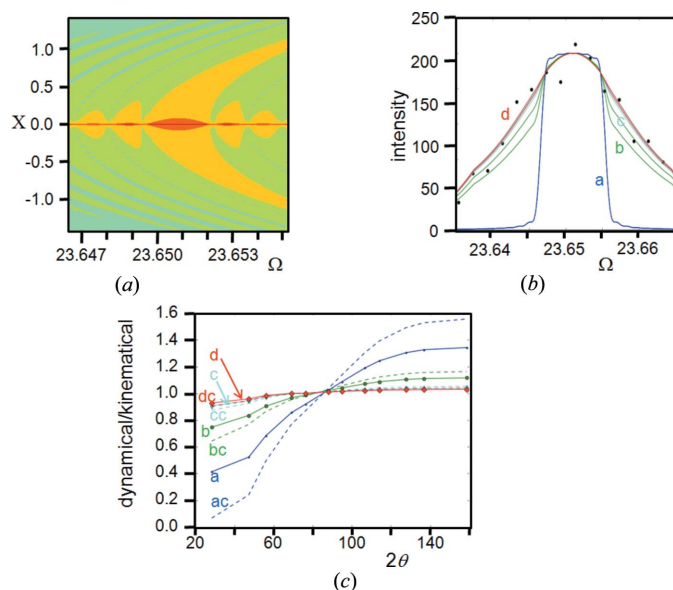 1.0
0.5
X 0.0
-0.5
-1.0
23.647 23.650 23.653 Ω
(a)
250
200
150
100
50
0
intensity
d
c
b
a
23.64 23.65 23.66
Ω
(b)
1.6
1.4
1.2
1.0
0.8
0.6
0.4
0.2
0.0
dynamical/kinematical
d
c
dc
cc
b
bc
a
ac
20 60 100 140
2θ
(c)